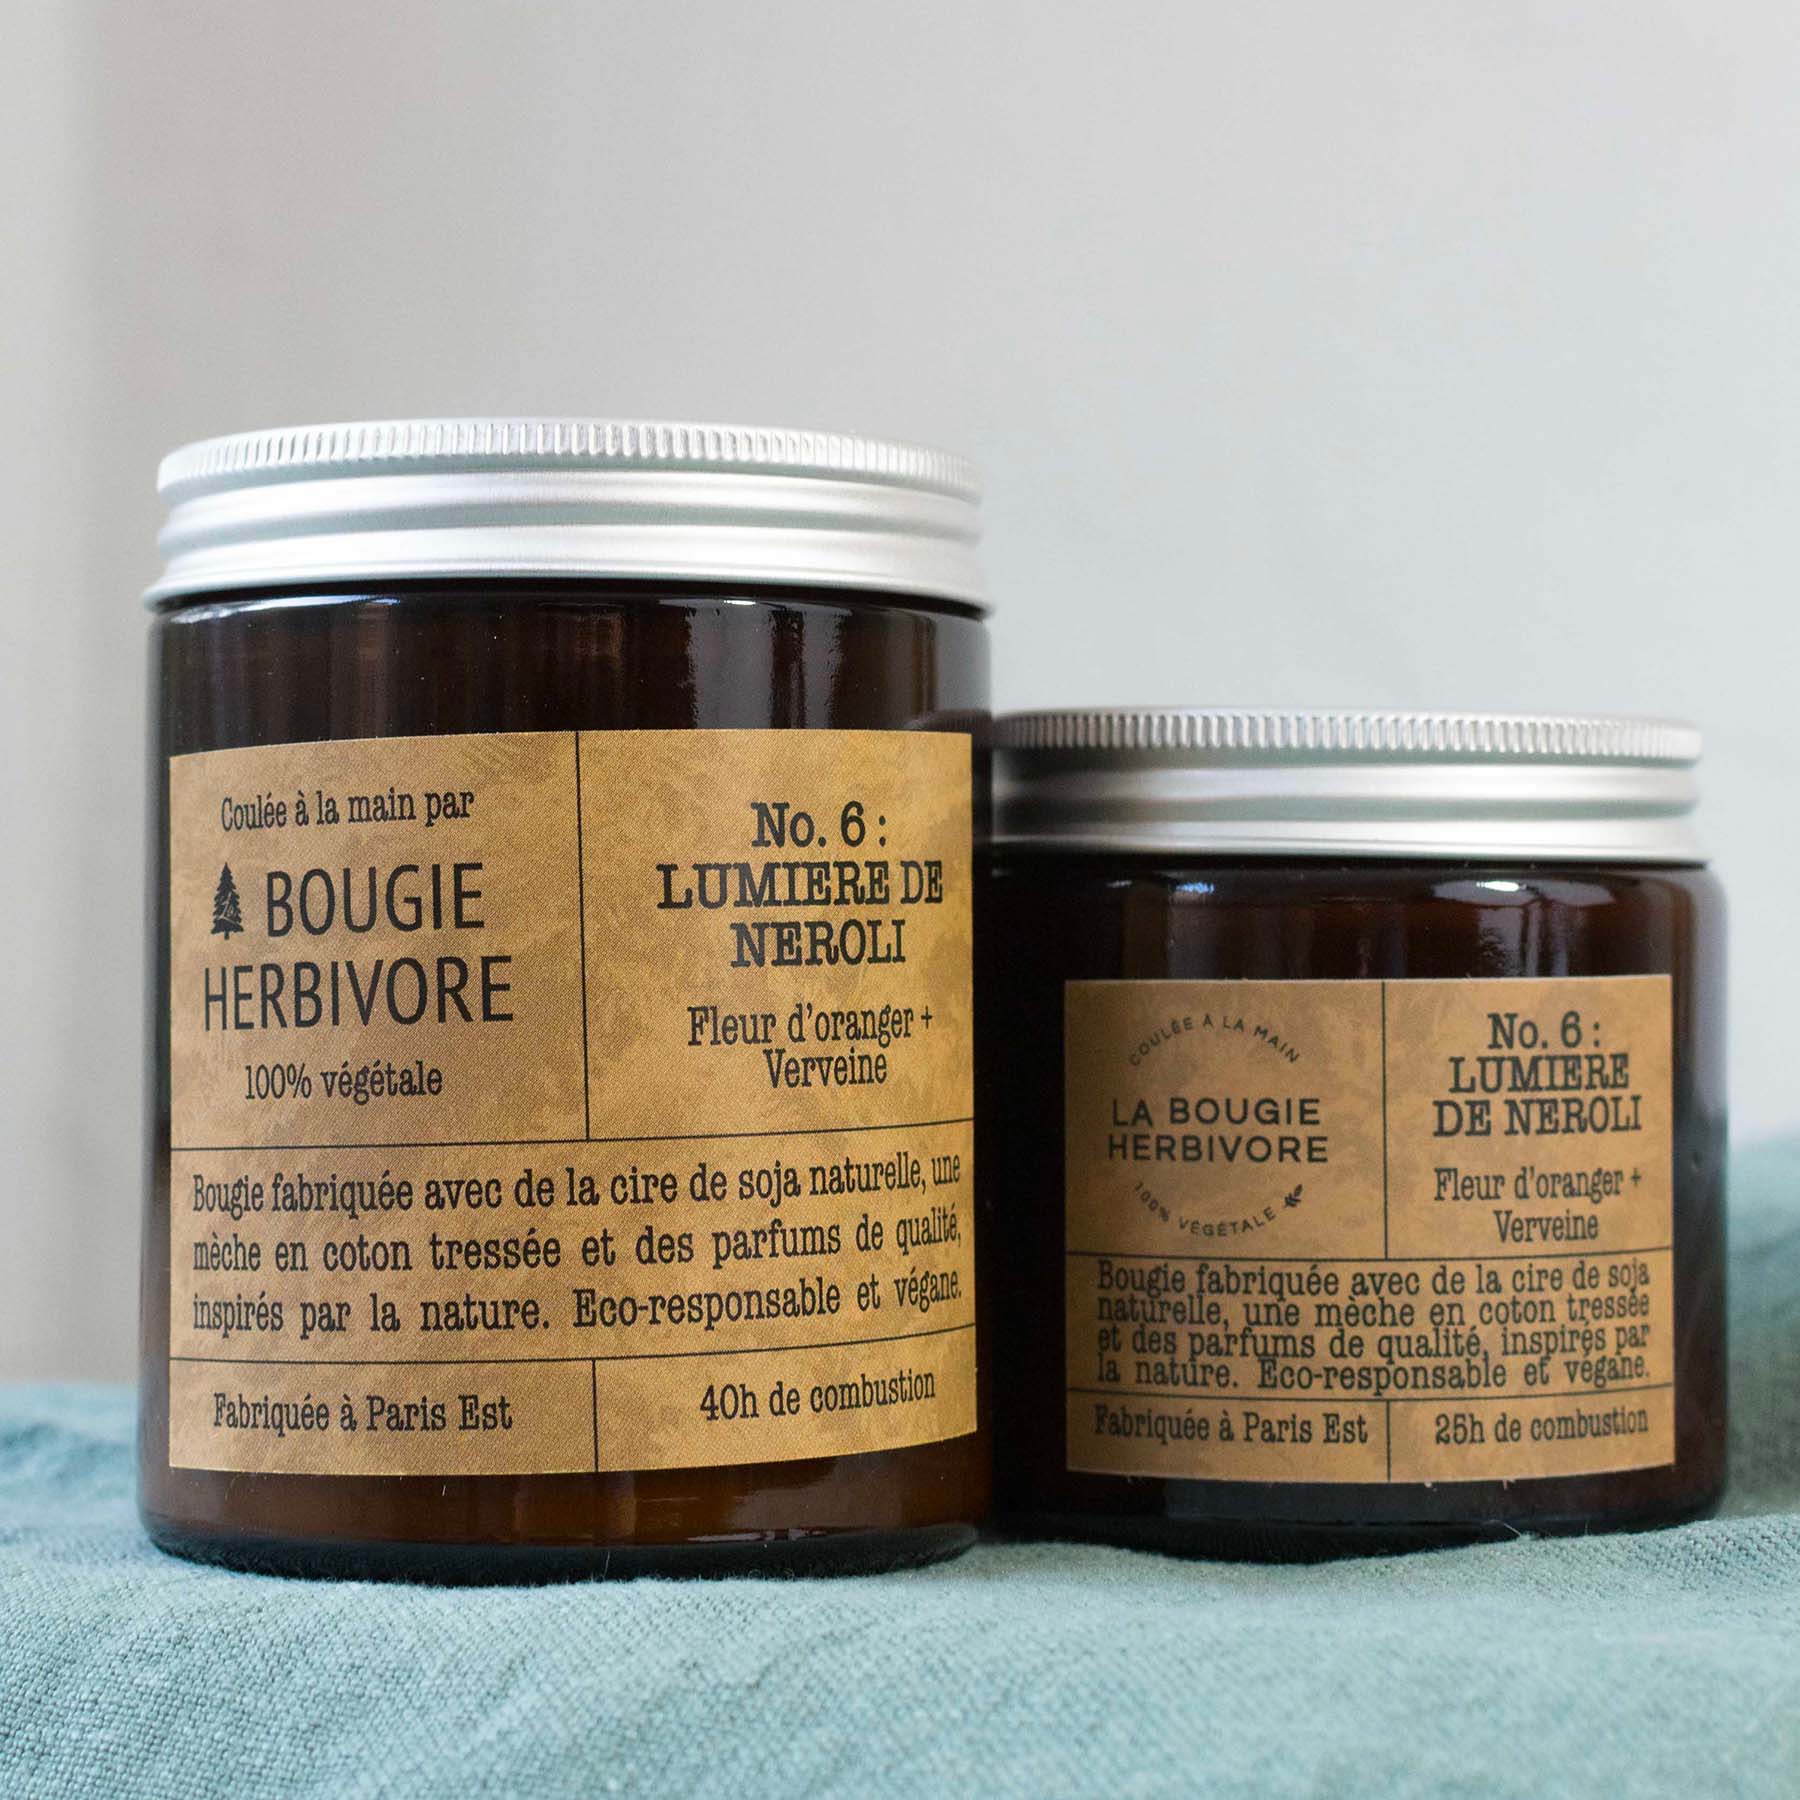 Coulée à la main par
BOUGIE
HERBIVORE
100% végétale
No. 6 :
LUMIERE DE
NEROLI
Fleur d'oranger +
Verveine
Bougie fabriquée avec de la cire de soja naturelle, une
mèche en coton tressée et des parfums de qualité,
inspirés par la nature. Eco-responsable et végane.
Fabriquée à Paris Est
40h de combustion
COULÉE À LA MAIN
LA BOUGIE
HERBIVORE
100% VÉGÉTALE
No. 6 :
LUMIERE
DE NEROLI
Fleur d'oranger +
Verveine
Bougie fabriquée avec de la cire de soja
naturelle, une mèche en coton tressée
et des parfums de qualité, inspirés par
la nature. Eco-responsable et végane.
Fabriquée à Paris Est
25h de combustion